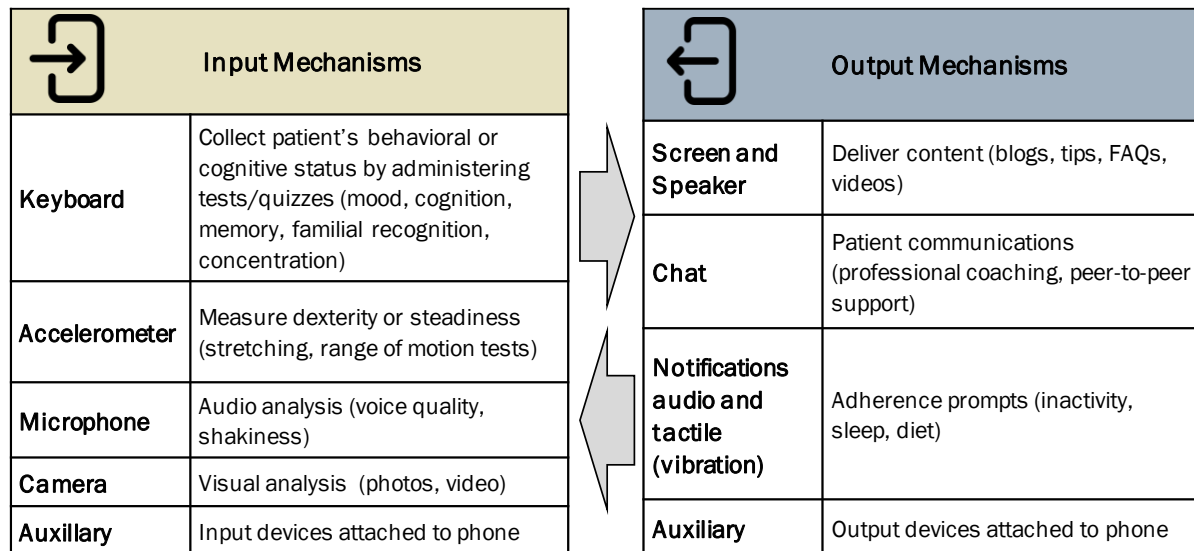 Input Mechanisms
Keyboard
Collect patient's behavioral or
cognitive status by administering
tests/quizzes (mood, cognition,
memory, familial recognition,
concentration)
Accelerometer
Measure dexterity or steadiness
(stretching, range of motion tests)
Microphone
Audio analysis (voice quality,
shakiness)
Camera
Visual analysis (photos, video)
Auxillary
Input devices attached to phone
Output Mechanisms
Screen and
Speaker
Deliver content (blogs, tips, FAQs,
videos)
Chat
Patient communications
(professional coaching, peer-to-peer
support)
Notifications
audio and
tactile
(vibration)
Adherence prompts (inactivity,
sleep, diet)
Auxiliary
Output devices attached to phone